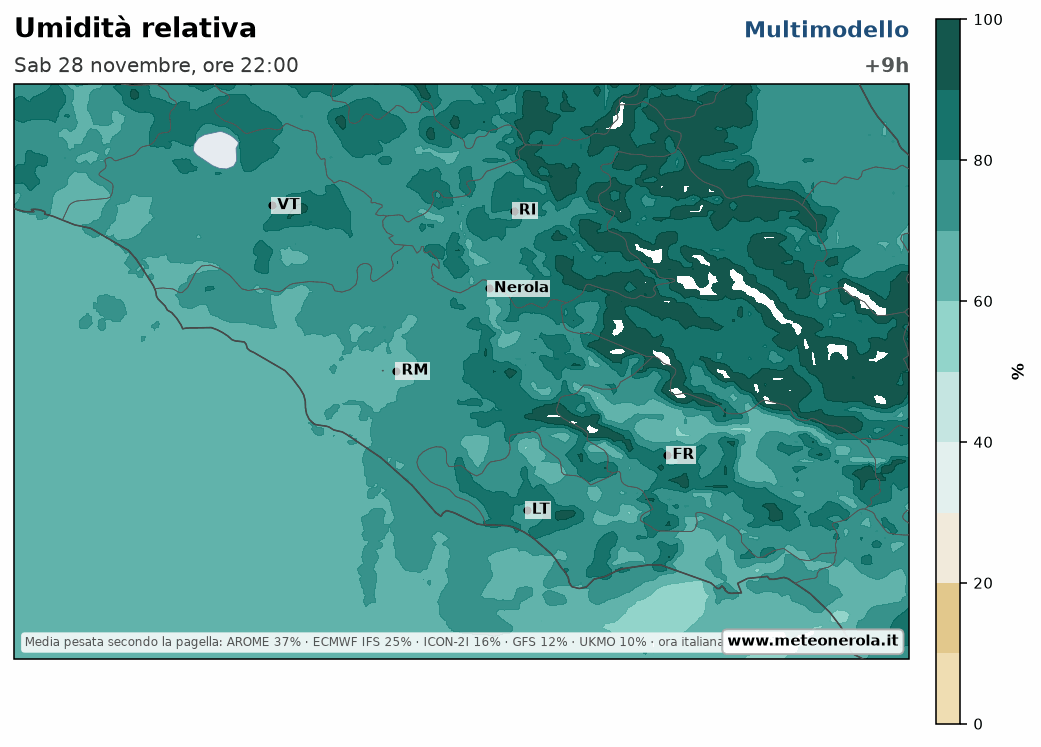 Umidità relativa
Multimodello
Sab 28 novembre, ore 22:00
+9h
VT
RI
Nerola
RM
FR
LT
Media pesata secondo la pagella: AROME 37% · ECMWF IFS 25% · ICON-2I 16% · GFS 12% · UKMO 10% · ora italiana
www.meteonerola.it
100
80
60
40
20
0
%